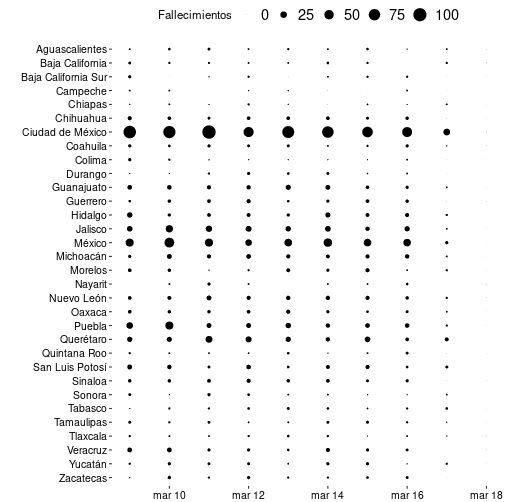 Fallecimientos 0 25 50 75 100
Aguascalientes
Baja California
Baja California Sur
Campeche
Chiapas
Chihuahua
Ciudad de México
Coahuila
Colima
Durango
Guanajuato
Guerrero
Hidalgo
Jalisco
México
Michoacán
Morelos
Nayarit
Nuevo León
Oaxaca
Puebla
Querétaro
Quintana Roo
San Luis Potosí
Sinaloa
Sonora
Tabasco
Tamaulipas
Tlaxcala
Veracruz
Yucatán
Zacatecas
mar 10 mar 12 mar 14 mar 16 mar 18